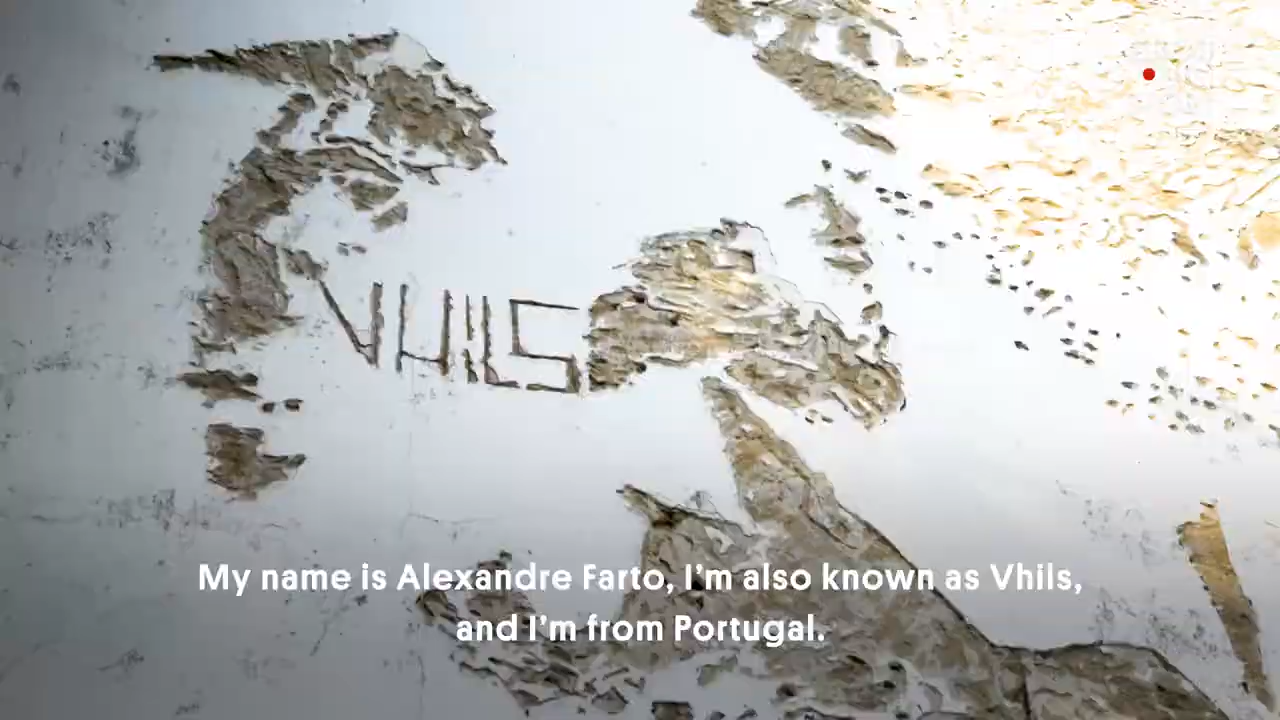 VHILS
My name is Alexandre Farto, I'm also known as Vhils,
and I'm from Portugal.